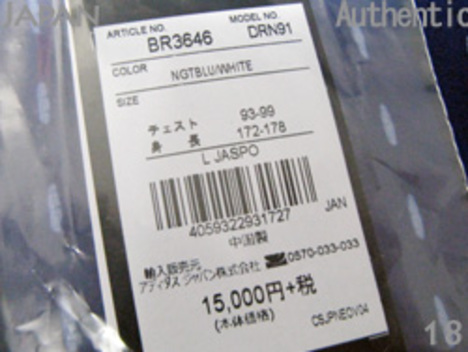 JAPAN
Authentic
ARTICLE NO. MODEL NO.
BR3646 DRN91
COLOR NGTBLU/WHITE
SIZE
チェスト 93-99
身 長 172-178
L JASPO
4059322931727 JAN
中国製
輸入販売元
アディダス ジャパン株式会社 0570-033-033
15,000円+税
(本体価格)
CSJPNEOV04
18